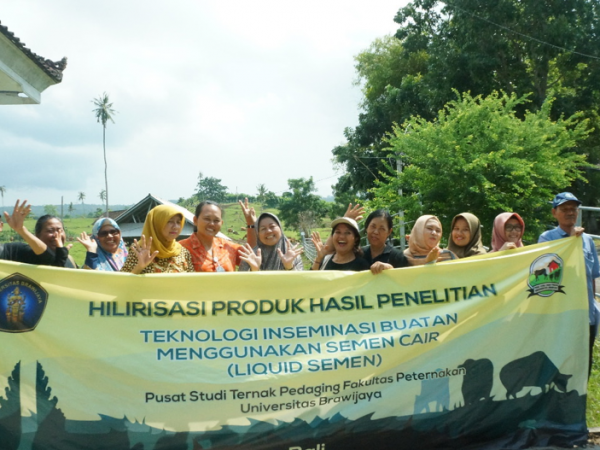 HILIRISASI PRODUK HASIL PENELITIAN
TEKNOLOGI INSEMINASI BUATAN
MENGGUNAKAN SEMEN CAIR
(LIQUID SEMEN)
Pusat Studi Ternak Pedaging Fakultas Peternakan
Universitas Brawijaya
Bali